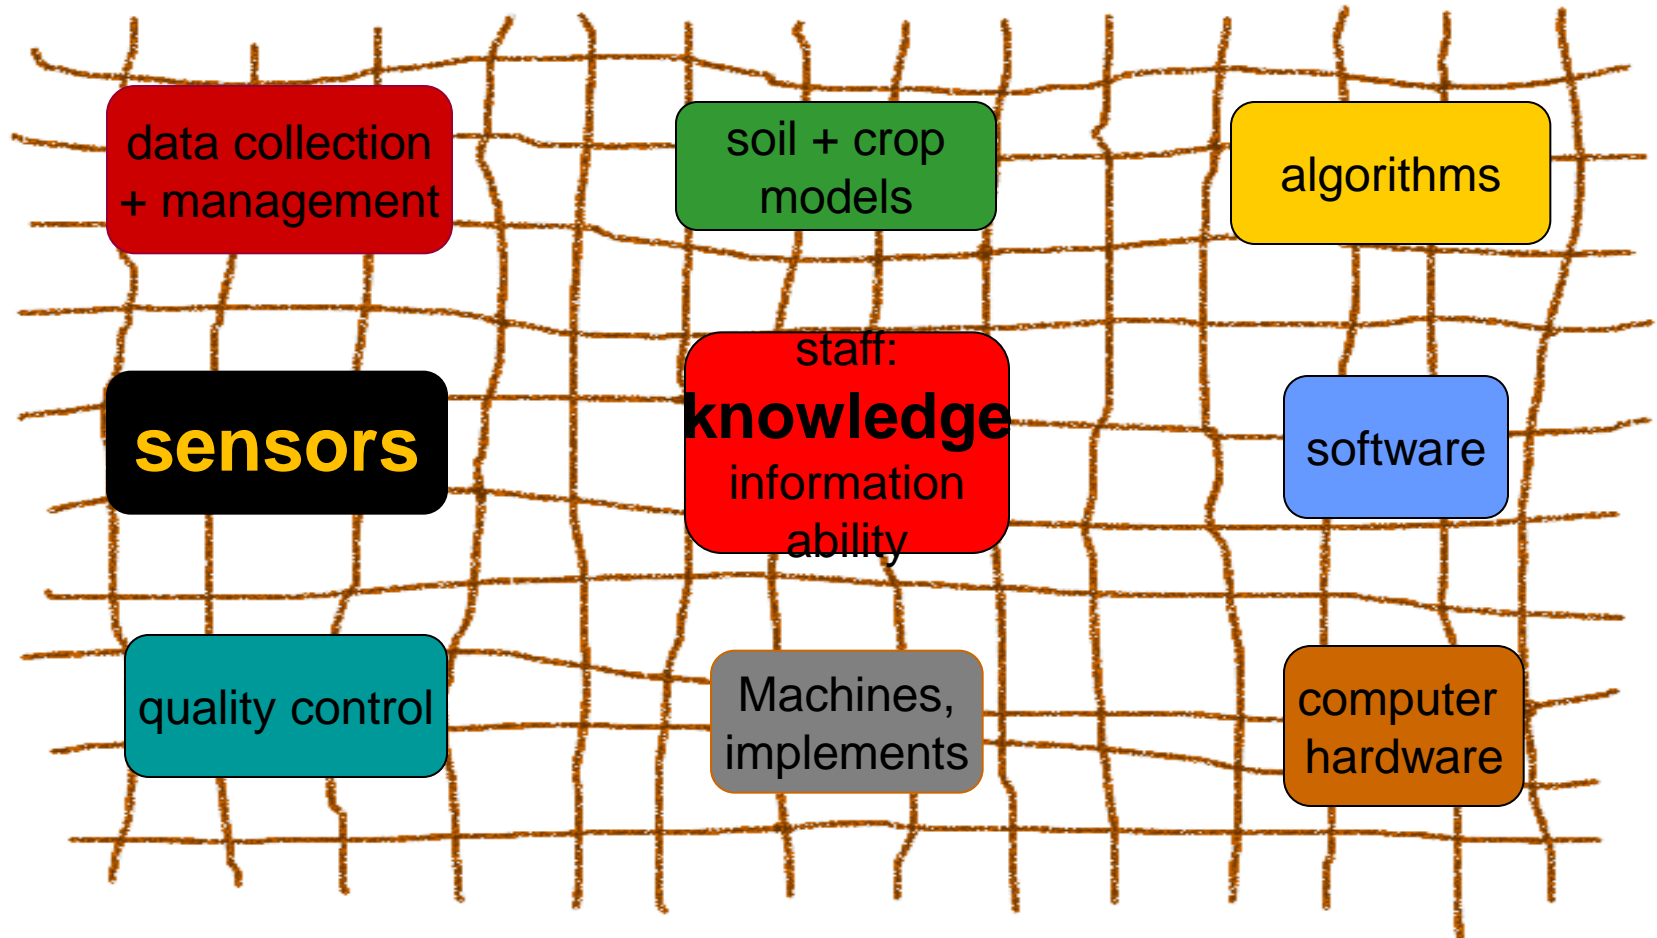 data collection
+ management
soil + crop
models
algorithms
sensors
staff:
knowledge
information
ability
software
quality control
Machines,
implements
computer
hardware